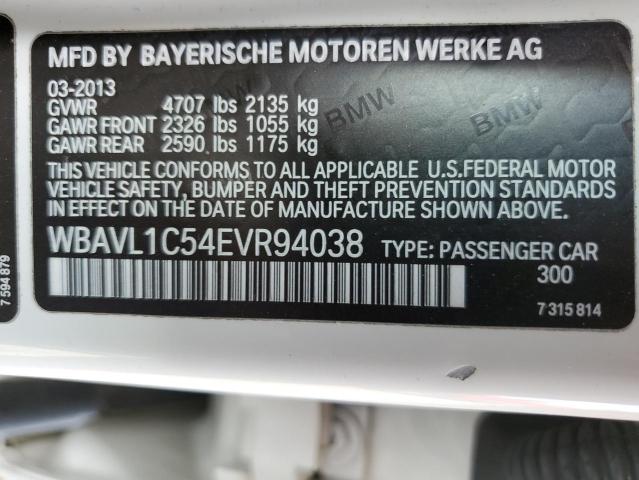 MFD BY BAYERISCHE MOTOREN WERKE AG
03-2013
GVWR 4707 lbs 2135 kg
GAWR FRONT 2326 lbs 1055 kg
GAWR REAR 2590 lbs 1175 kg
BMW
BMW
THIS VEHICLE CONFORMS TO ALL APPLICABLE U.S.FEDERAL MOTOR
VEHICLE SAFETY, BUMPER AND THEFT PREVENTION STANDARDS
IN EFFECT ON THE DATE OF MANUFACTURE SHOWN ABOVE.
WBAVL1C54EVR94038 TYPE: PASSENGER CAR
300
7 315 814
7 594 879